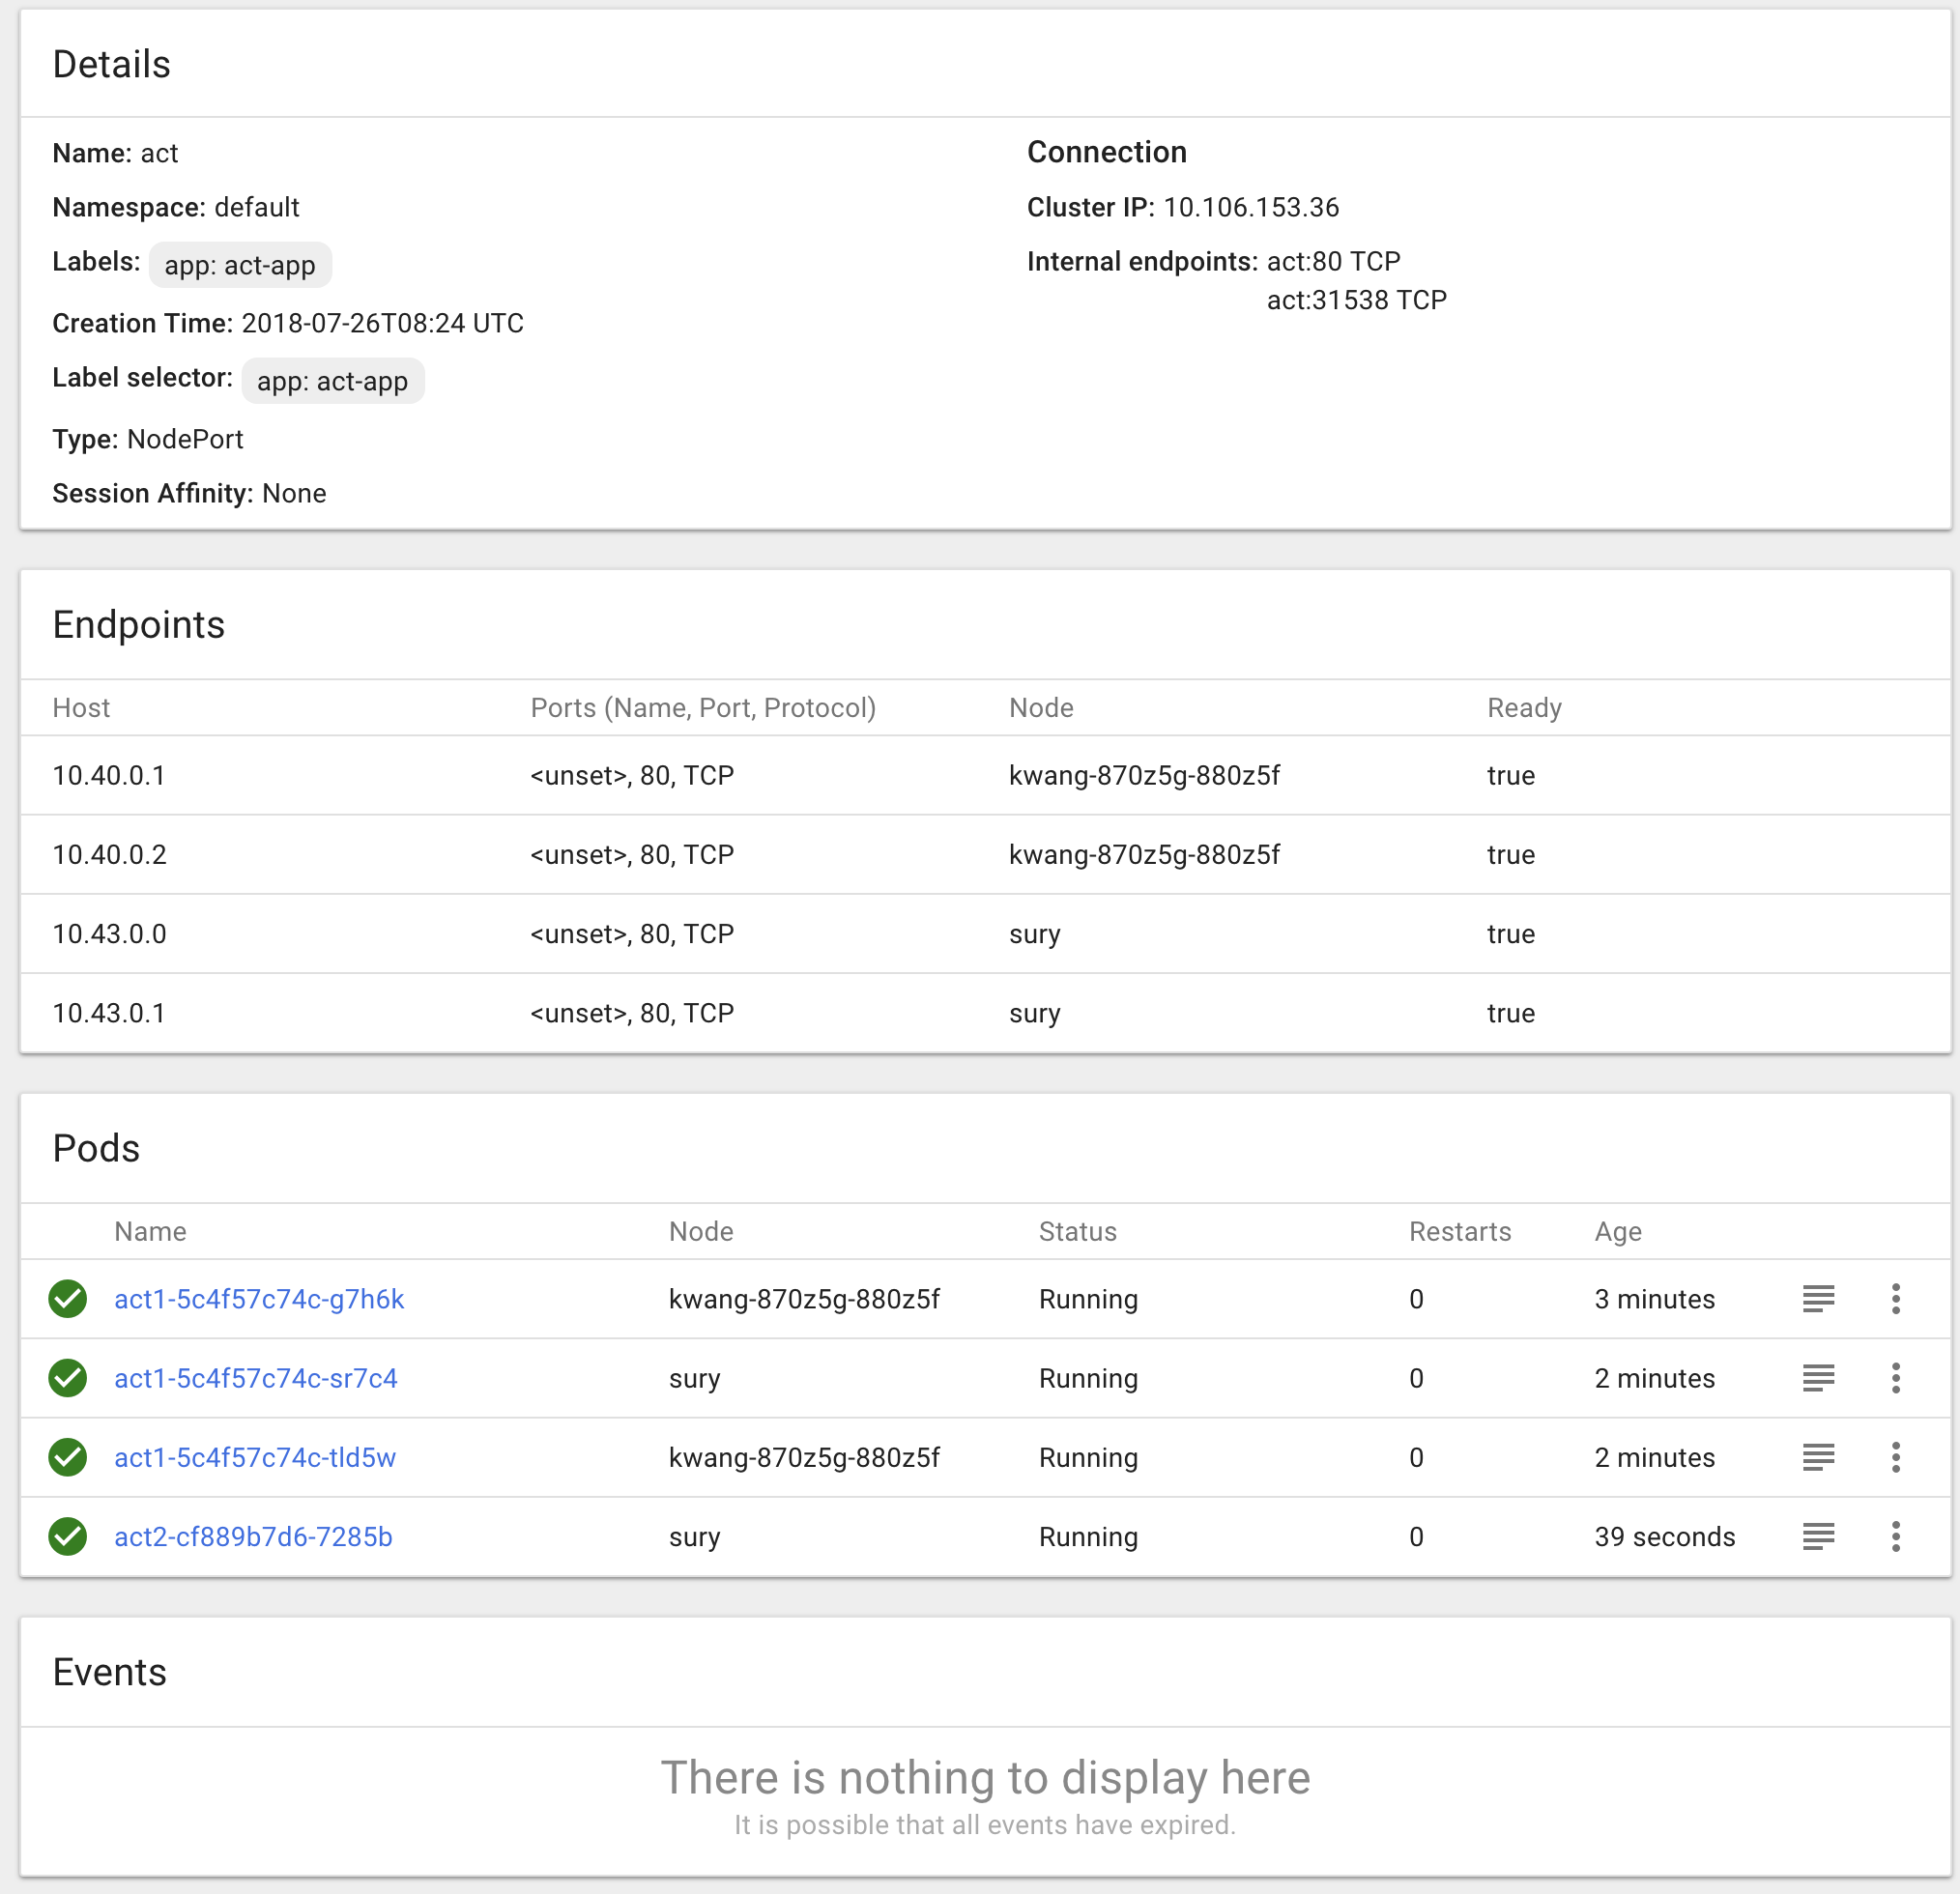 Details
Name: act
Namespace: default
Labels: app: act-app
Creation Time: 2018-07-26T08:24 UTC
Label selector: app: act-app
Type: NodePort
Session Affinity: None
Connection
Cluster IP: 10.106.153.36
Internal endpoints: act:80 TCP
act:31538 TCP
Endpoints
Host Ports (Name, Port, Protocol) Node Ready
10.40.0.1 <unset>, 80, TCP kwang-870z5g-880z5f true
10.40.0.2 <unset>, 80, TCP kwang-870z5g-880z5f true
10.43.0.0 <unset>, 80, TCP sury true
10.43.0.1 <unset>, 80, TCP sury true
Pods
Name Node Status Restarts Age
act1-5c4f57c74c-g7h6k kwang-870z5g-880z5f Running 0 3 minutes
act1-5c4f57c74c-sr7c4 sury Running 0 2 minutes
act1-5c4f57c74c-tld5w kwang-870z5g-880z5f Running 0 2 minutes
act2-cf889b7d6-7285b sury Running 0 39 seconds
Events
There is nothing to display here
It is possible that all events have expired.